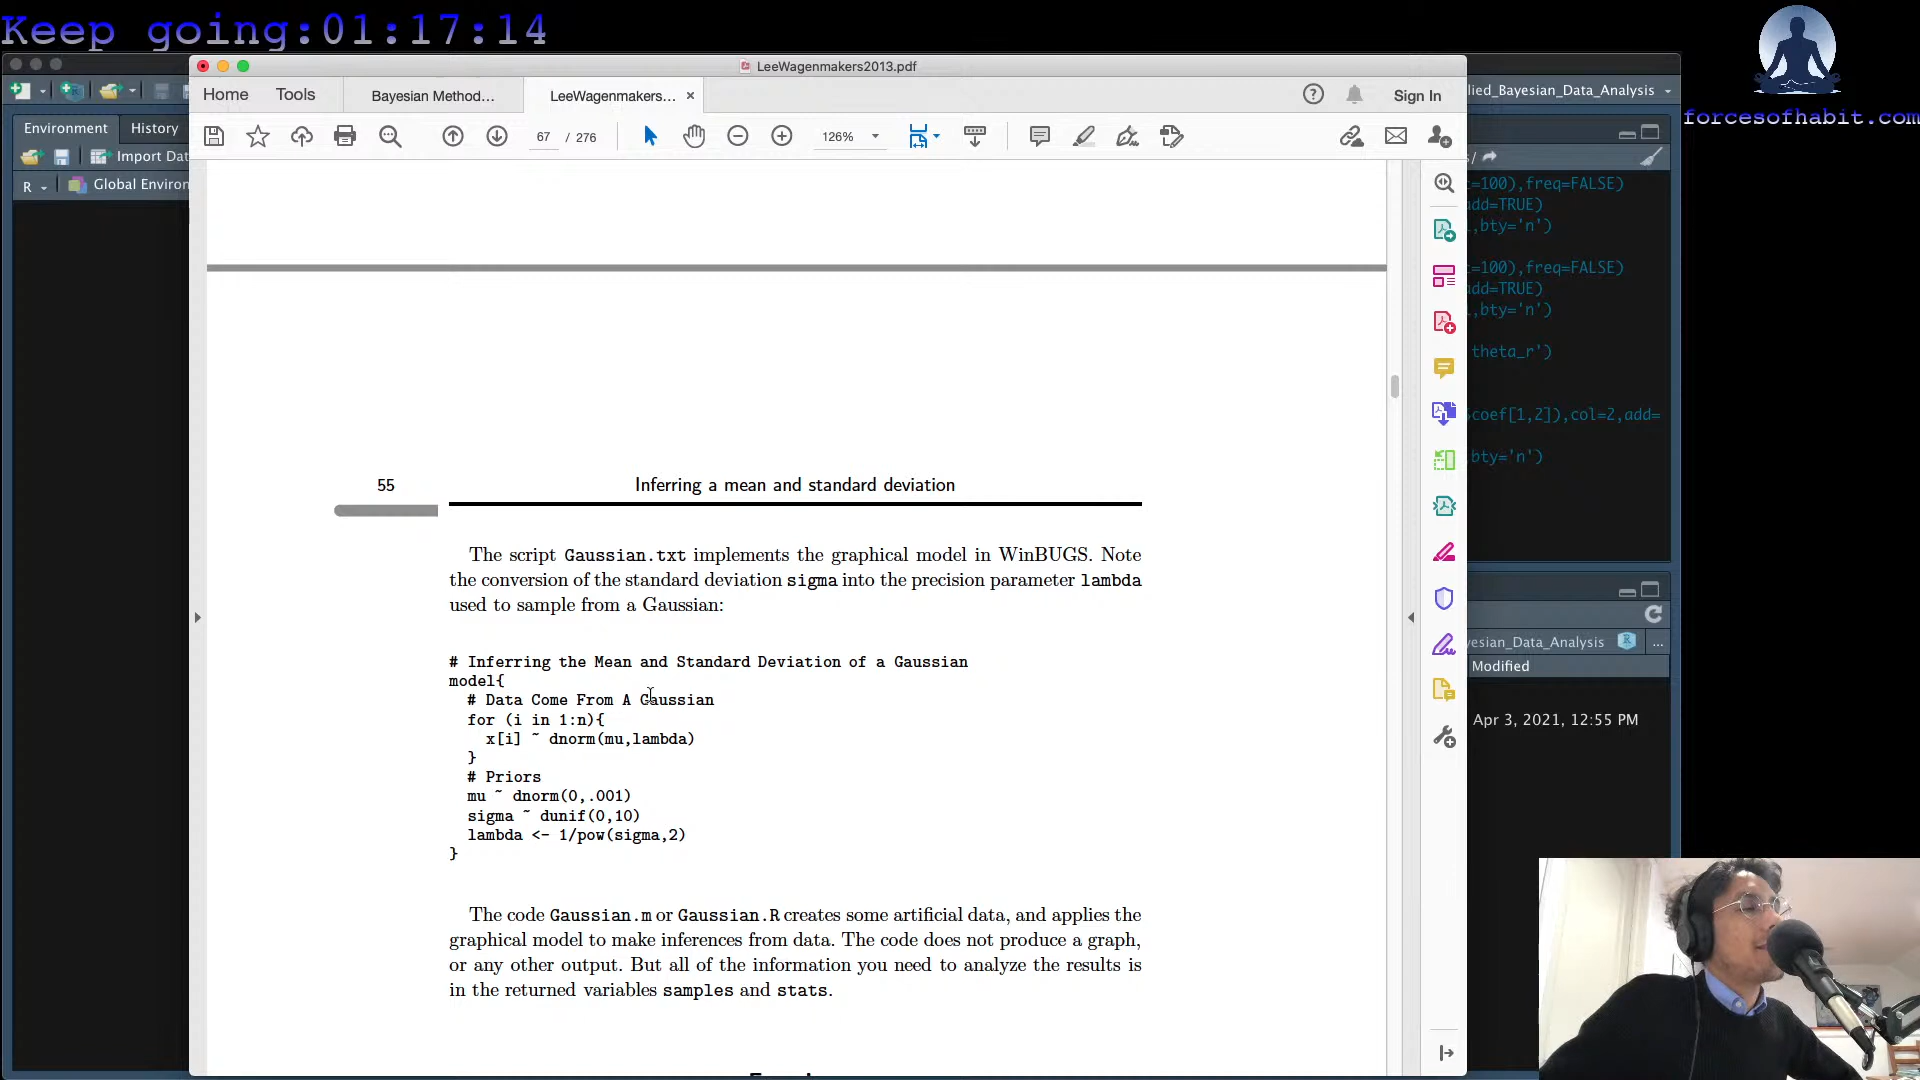 Keep going:01:17:14
forcesofhabit.com
LeeWagenmakers2013.pdf
Home
Tools
Bayesian Method...
LeeWagenmakers...
Sign In
67 / 276
126%
Environment
History
Import Dat
R
Global Environ
55
Inferring a mean and standard deviation
The script Gaussian.txt implements the graphical model in WinBUGS. Note
the conversion of the standard deviation sigma into the precision parameter lambda
used to sample from a Gaussian:
# Inferring the Mean and Standard Deviation of a Gaussian
model{
# Data Come From A Gaussian
for (i in 1:n){
x[i] ~ dnorm(mu,lambda)
}
# Priors
mu ~ dnorm(0,.001)
sigma ~ dunif(0,10)
lambda <- 1/pow(sigma,2)
}
The code Gaussian.m or Gaussian.R creates some artificial data, and applies the
graphical model to make inferences from data. The code does not produce a graph,
or any other output. But all of the information you need to analyze the results is
in the returned variables samples and stats.
lied_Bayesian_Data_Analysis
/
=100),freq=FALSE)
add=TRUE)
,bty='n')
=100),freq=FALSE)
add=TRUE)
,bty='n')
theta_r')
$coef[1,2]),col=2,add=
,bty='n')
yesian_Data_Analysis
...
Modified
Apr 3, 2021, 12:55 PM